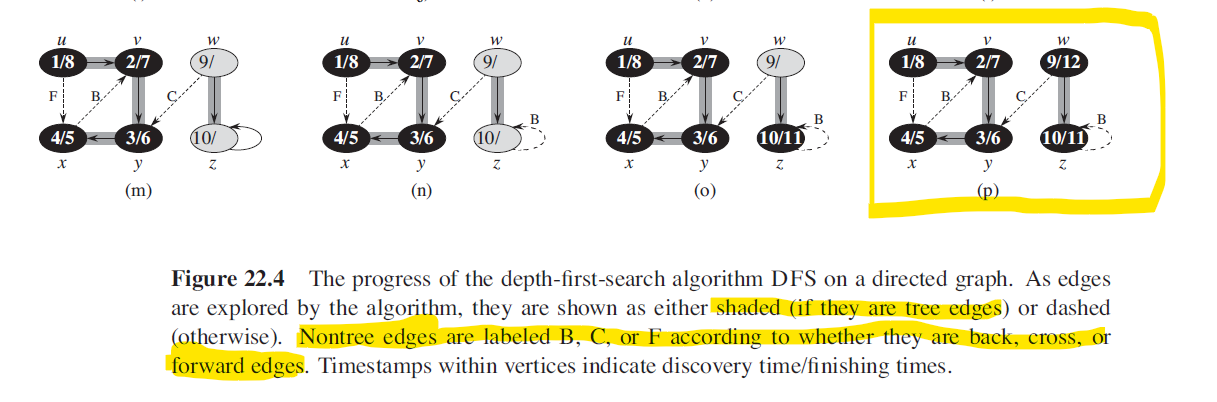 u v w u v w u v w u v w
1/8 2/7 9/ 1/8 2/7 9/ 1/8 2/7 9/ 1/8 2/7 9/12
F B C F B C F B C F B C
B B B
4/5 3/6 10/ 4/5 3/6 10/ 4/5 3/6 10/11 4/5 3/6 10/11
x y z x y z x y z x y z
(m) (n) (o) (p)
Figure 22.4 The progress of the depth-first-search algorithm DFS on a directed graph. As edges
are explored by the algorithm, they are shown as either shaded (if they are tree edges) or dashed
(otherwise). Nontree edges are labeled B, C, or F according to whether they are back, cross, or
forward edges. Timestamps within vertices indicate discovery time/finishing times.